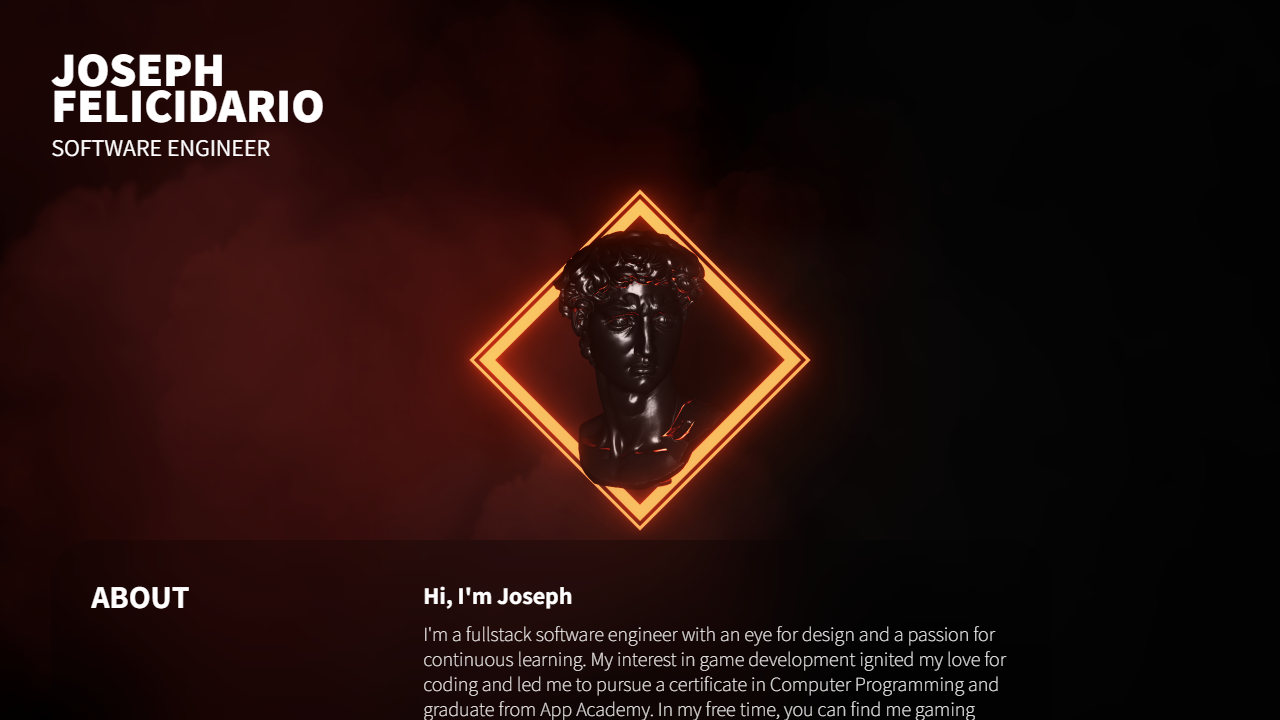 JOSEPH
FELICIDARIO
SOFTWARE ENGINEER
ABOUT
Hi, I'm Joseph
I'm a fullstack software engineer with an eye for design and a passion for
continuous learning. My interest in game development ignited my love for
coding and led me to pursue a certificate in Computer Programming and
graduate from App Academy. In my free time, you can find me gaming